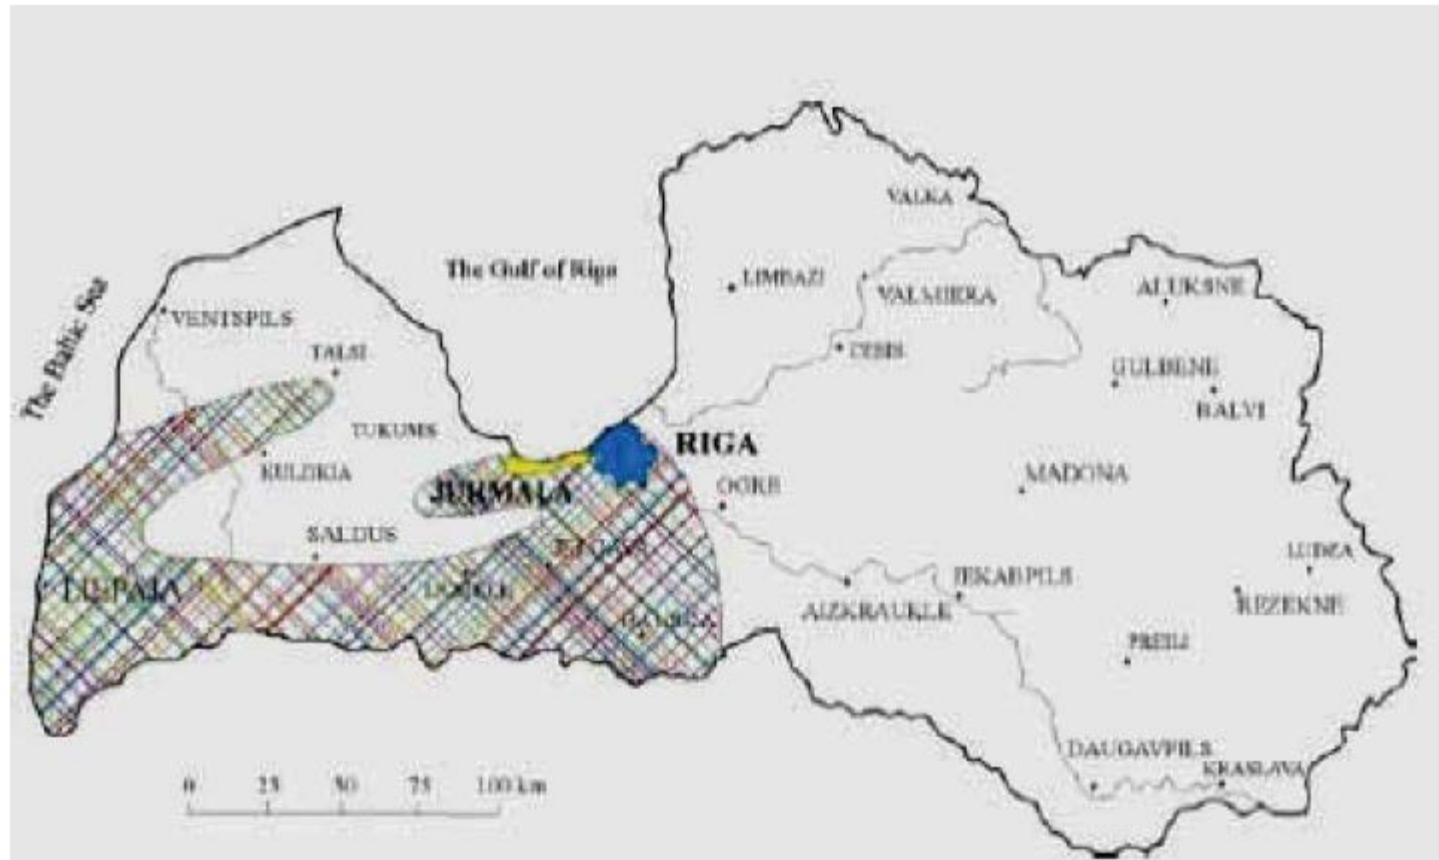 VALKA
The Gulf of Riga
LIMBAZI
VALMIERA
ALUKSNE
The Baltic Sea
VENTSPILS
TALSI
CESIS
GULBENE
BALVI
TUKUMS
RIGA
KULDIGA
JURMALA
OGRE
MADONA
SALDUS
LUDZA
LIEPAJA
JEKABPILS
AIZKRAUKLE
REZEKNE
PREILI
DAUGAVPILS
KRASLAVA
0 25 50 75 100 km